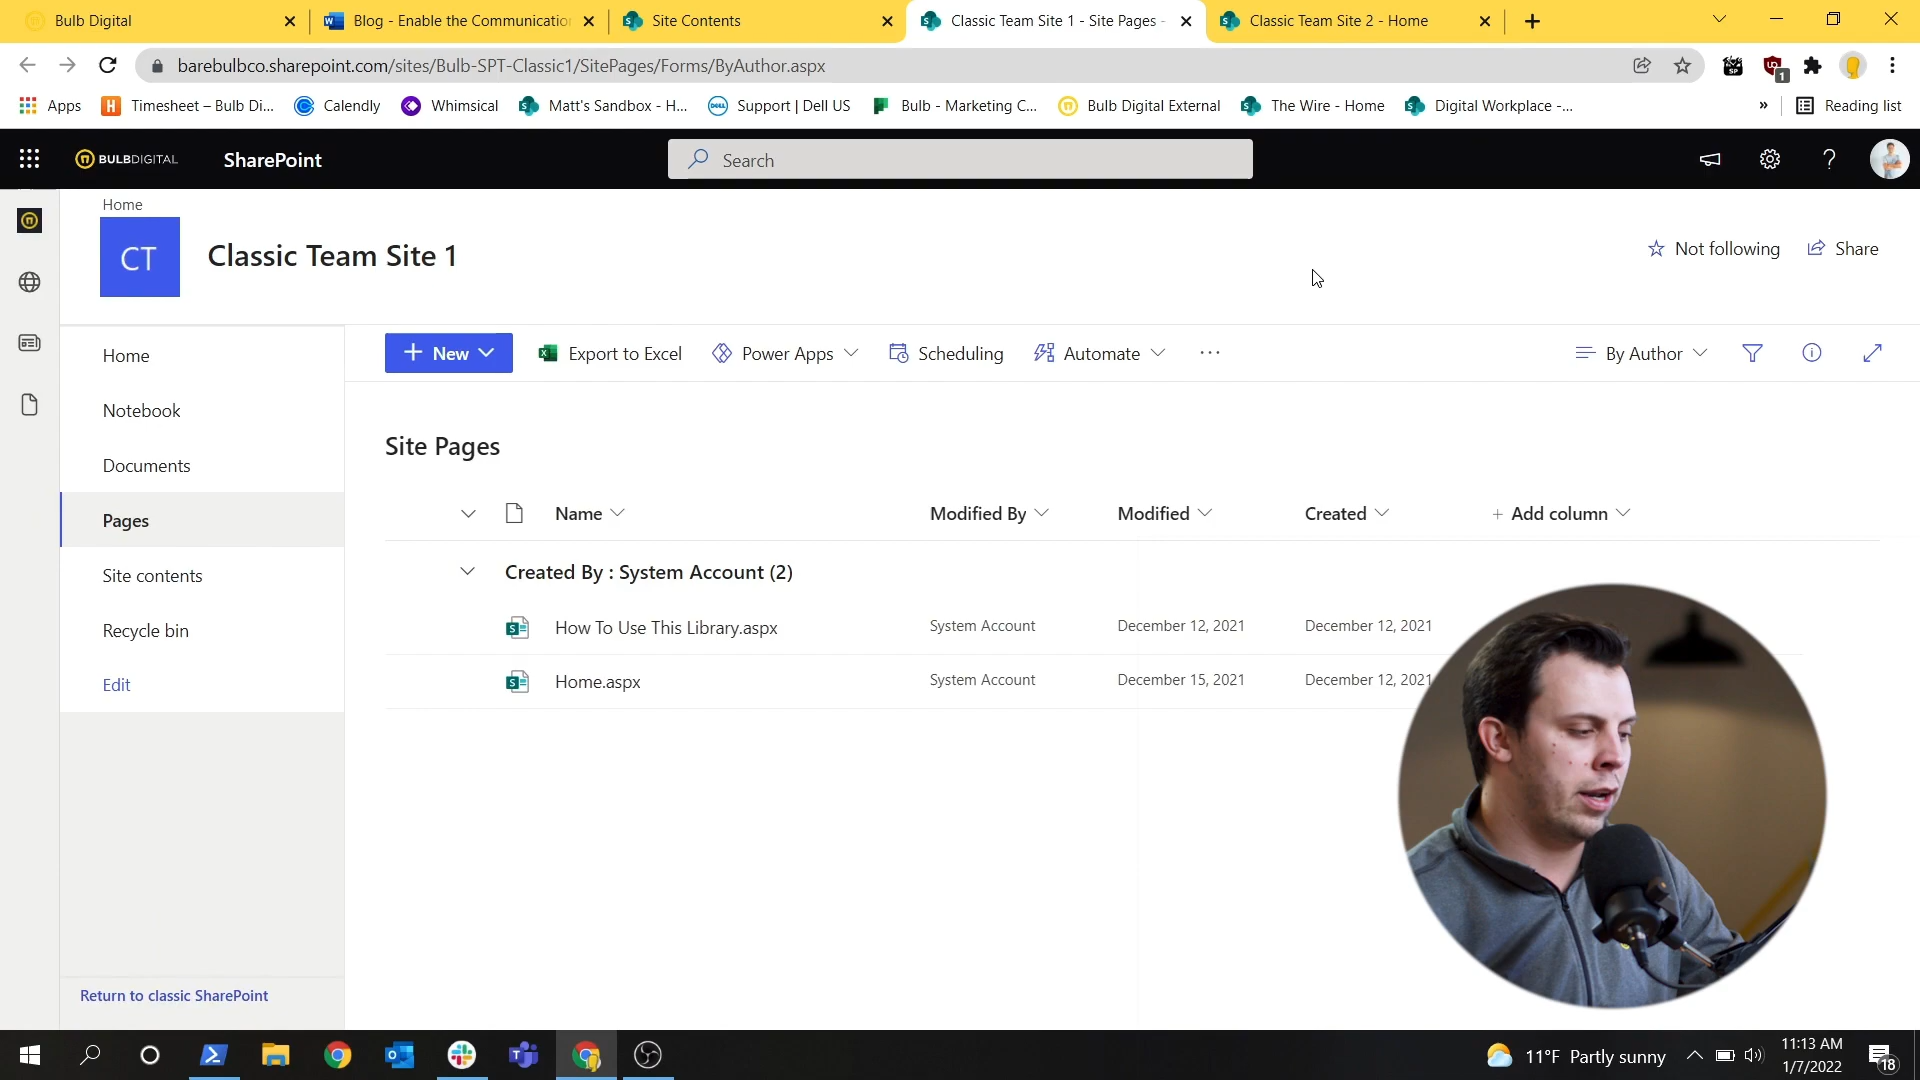 Bulb Digital
Blog - Enable the Communication
Site Contents
Classic Team Site 1 - Site Pages -
Classic Team Site 2 - Home
barebulbco.sharepoint.com/sites/Bulb-SPT-Classic1/SitePages/Forms/ByAuthor.aspx
1
Apps
Timesheet – Bulb Di...
Calendly
Whimsical
Matt's Sandbox - H...
Support | Dell US
Bulb - Marketing C...
Bulb Digital External
The Wire - Home
Digital Workplace -...
»
Reading list
BULBDIGITAL
SharePoint
Search
?
Home
CT
Classic Team Site 1
Not following
Share
Home
Notebook
Documents
Pages
Site contents
Recycle bin
Edit
Return to classic SharePoint
+ New
Export to Excel
Power Apps
Scheduling
Automate
...
By Author
Site Pages
Name
Modified By
Modified
Created
+ Add column
Created By : System Account (2)
How To Use This Library.aspx
System Account
December 12, 2021
December 12, 2021
Home.aspx
System Account
December 15, 2021
December 12, 2021
11°F Partly sunny
11:13 AM
1/7/2022
18